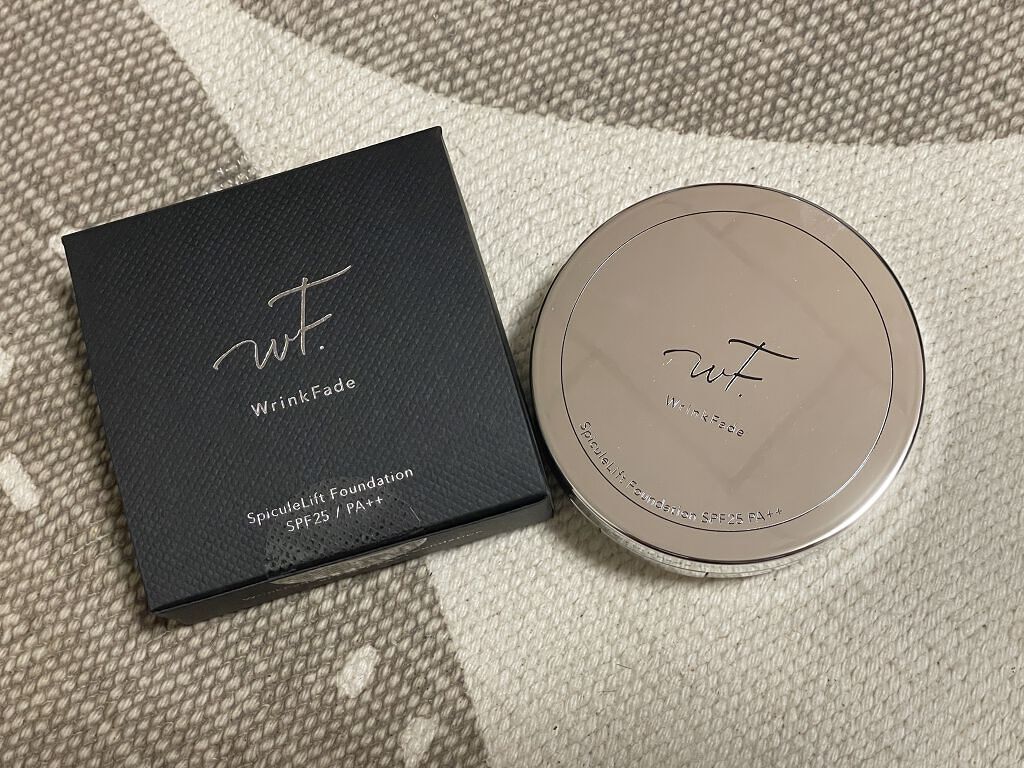 WF.
WrinkFade
SpiculeLift Foundation
SPF25 / PA++
WF.
WrinkFade
SpiculeLift Foundation SPF25 PA++